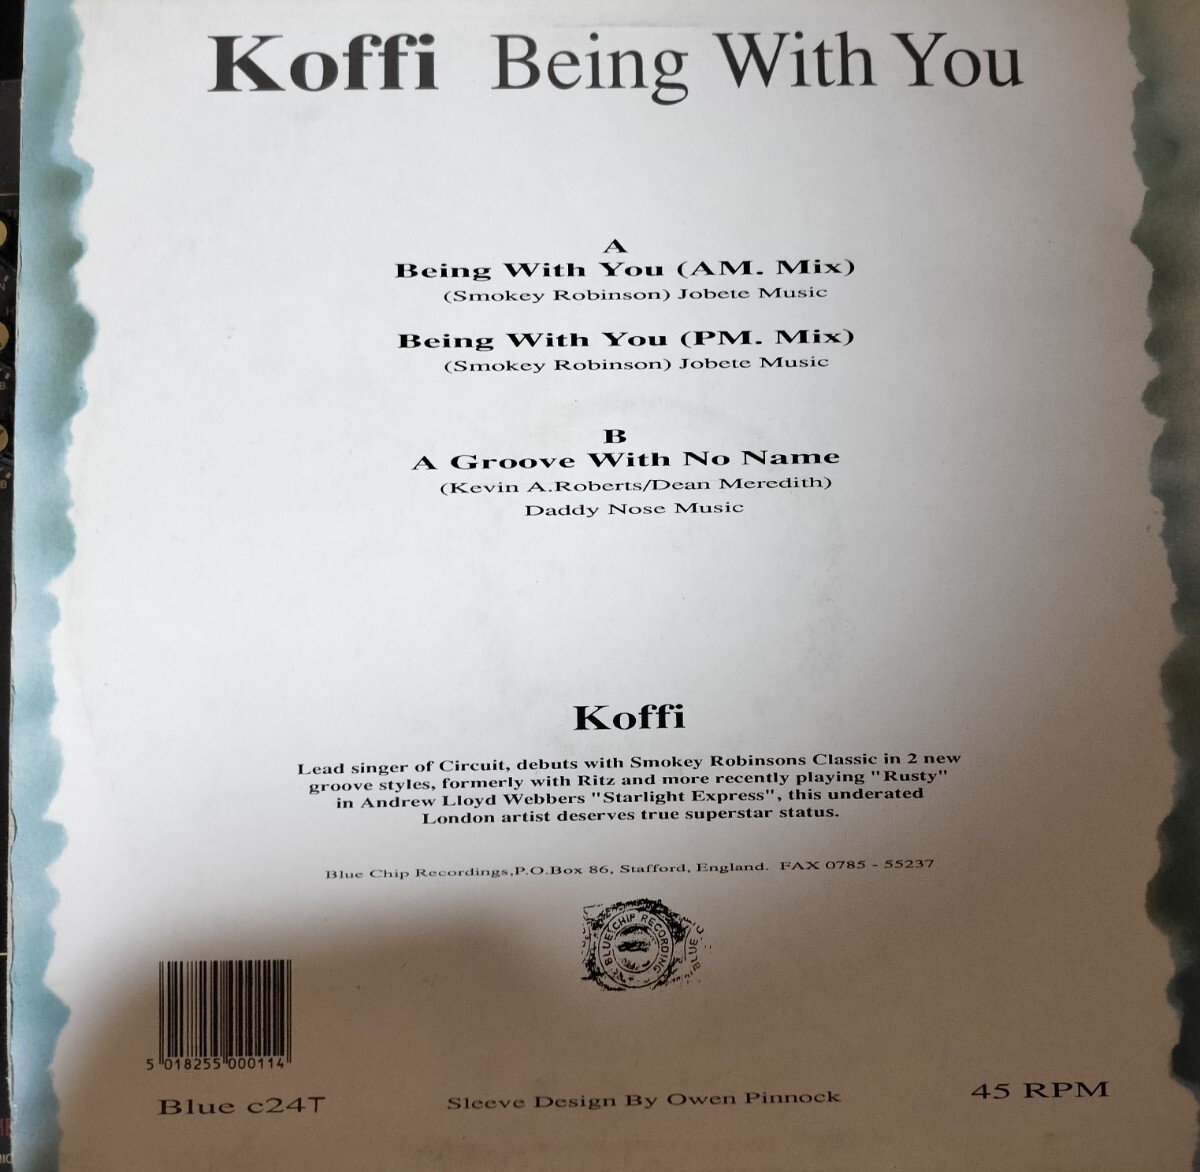 Koffi Being With You
A
Being With You (AM. Mix)
(Smokey Robinson) Jobete Music
Being With You (PM. Mix)
(Smokey Robinson) Jobete Music
B
A Groove With No Name
(Kevin A.Roberts/Dean Meredith)
Daddy Nose Music
Koffi
Lead singer of Circuit, debuts with Smokey Robinsons Classic in 2 new
groove styles, formerly with Ritz and more recently playing "Rusty"
in Andrew Lloyd Webbers "Starlight Express", this underated
London artist deserves true superstar status.
Blue Chip Recordings,P.O.Box 86, Stafford, England. FAX 0785 - 55237
BLUE CHIP RECORDING
BLUE
5 018255 000114
Blue c24T
Sleeve Design By Owen Pinnock
45 RPM